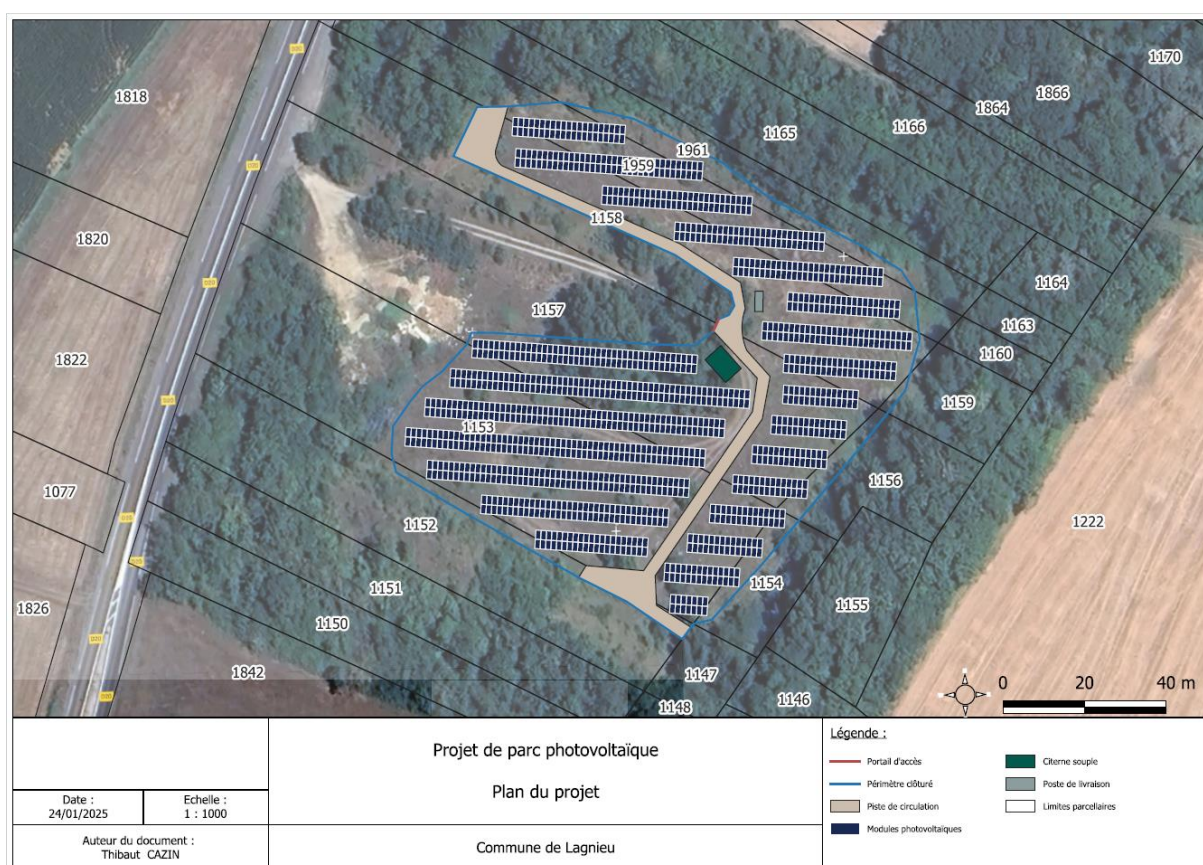 1170
1818
1866
1864
1166
1165
1961
1959
1158
1820
1164
1157
1163
1160
1822
1159
1153
1156
1077
1152
1222
1154
1151
1155
1826
1150
1842
1147
1146
1148
0 20 40 m
Projet de parc photovoltaïque
Plan du projet
Commune de Lagnieu
Date :
24/01/2025
Echelle :
1 : 1000
Auteur du document :
Thibaut CAZIN
Légende :
Portail d'accès
Périmètre clôturé
Piste de circulation
Modules photovoltaïques
Citerne souple
Poste de livraison
Limites parcellaires